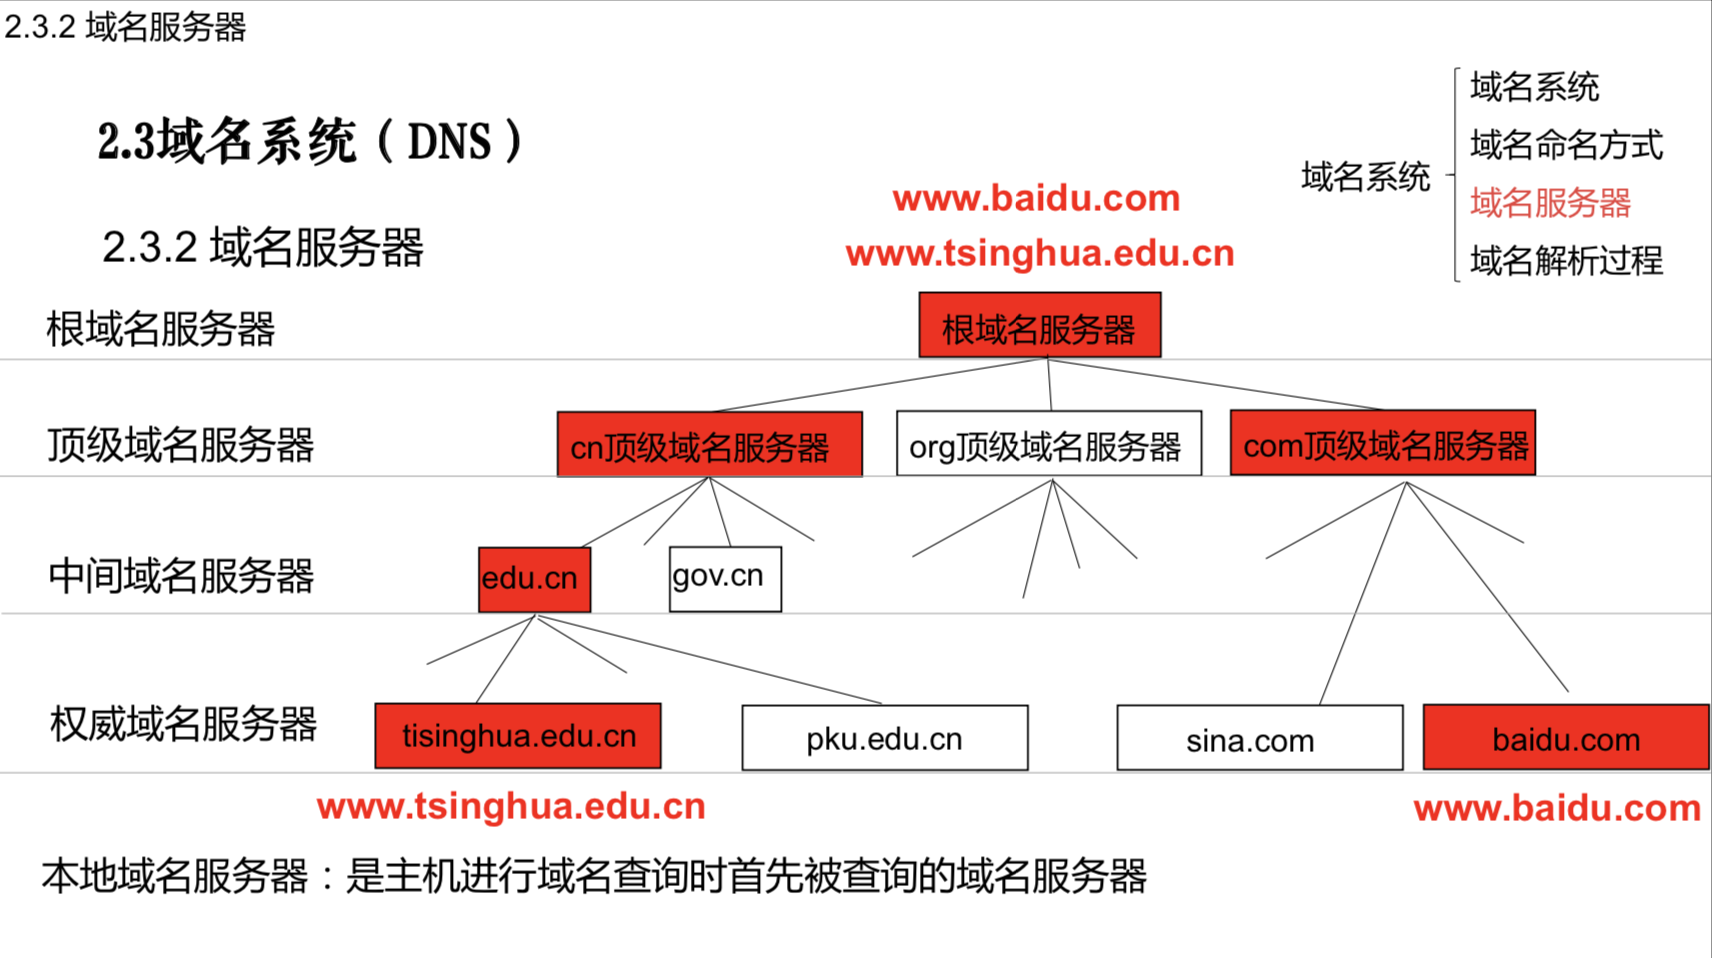 2.3.2 域名服务器
2.3域名系统（DNS）
2.3.2 域名服务器
域名系统
域名系统
域名命名方式
域名服务器
域名解析过程
www.baidu.com
www.tsinghua.edu.cn
根域名服务器
根域名服务器
顶级域名服务器
cn顶级域名服务器
org顶级域名服务器
com顶级域名服务器
中间域名服务器
edu.cn
gov.cn
权威域名服务器
tisinghua.edu.cn
pku.edu.cn
sina.com
baidu.com
www.tsinghua.edu.cn
www.baidu.com
本地域名服务器：是主机进行域名查询时首先被查询的域名服务器